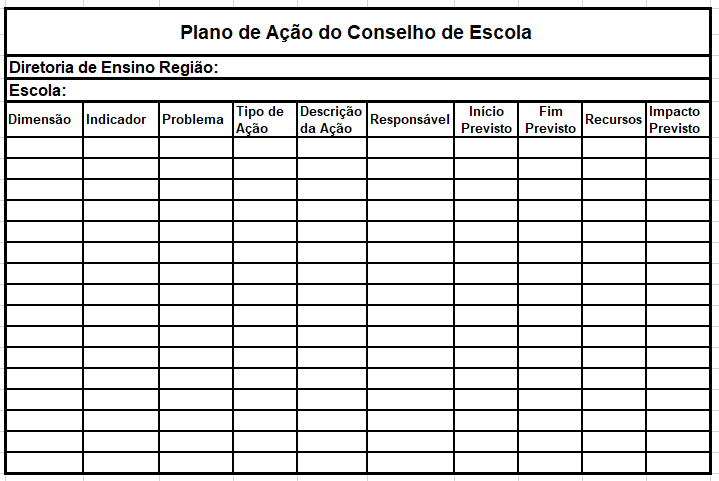 Plano de Ação do Conselho de Escola
Diretoria de Ensino Região:
Escola:
Dimensão Indicador Problema Tipo de Ação Descrição da Ação Responsável Início Previsto Fim Previsto Recursos Impacto Previsto